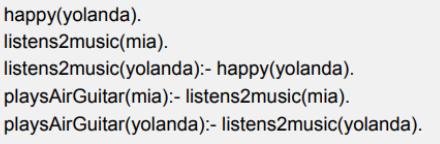 happy(yolanda).
listens2music(mia).
listens2music(yolanda):- happy(yolanda).
playsAirGuitar(mia):- listens2music(mia).
playsAirGuitar(yolanda):- listens2music(yolanda).